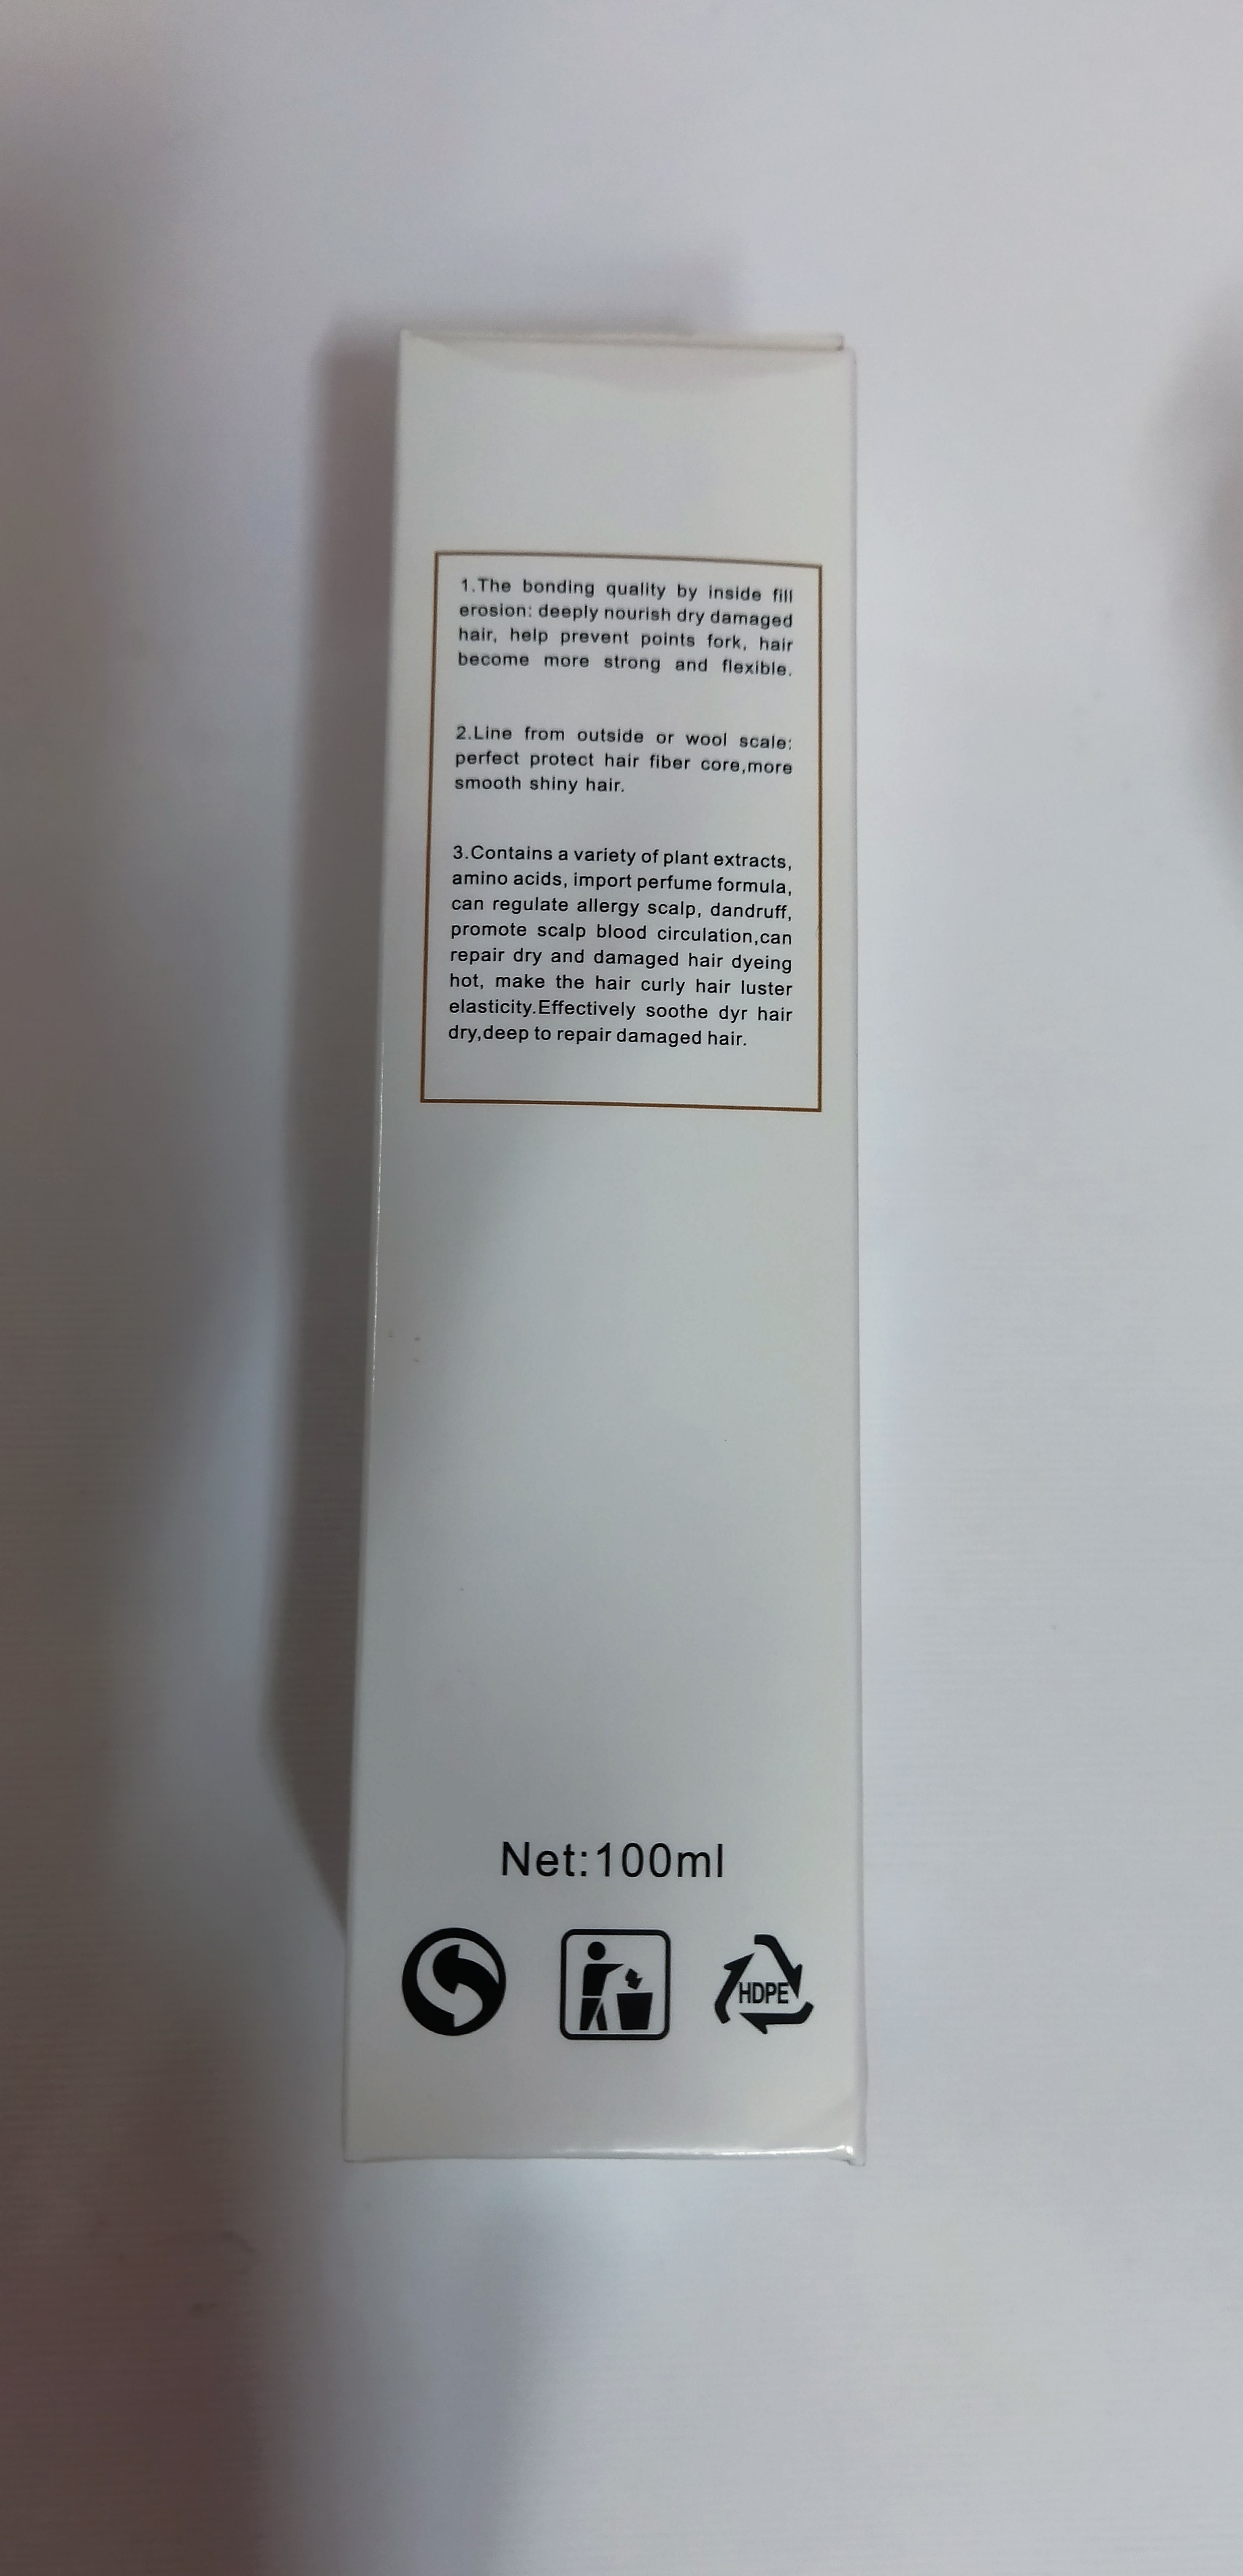 1.The bonding quality by inside fill
erosion: deeply nourish dry damaged
hair, help prevent points fork, hair
become more strong and flexible.
2.Line from outside or wool scale:
perfect protect hair fiber core,more
smooth shiny hair.
3.Contains a variety of plant extracts,
amino acids, import perfume formula,
can regulate allergy scalp, dandruff,
promote scalp blood circulation,can
repair dry and damaged hair dyeing
hot, make the hair curly hair luster
elasticity.Effectively soothe dyr hair
dry,deep to repair damaged hair.
Net:100ml
HDPE